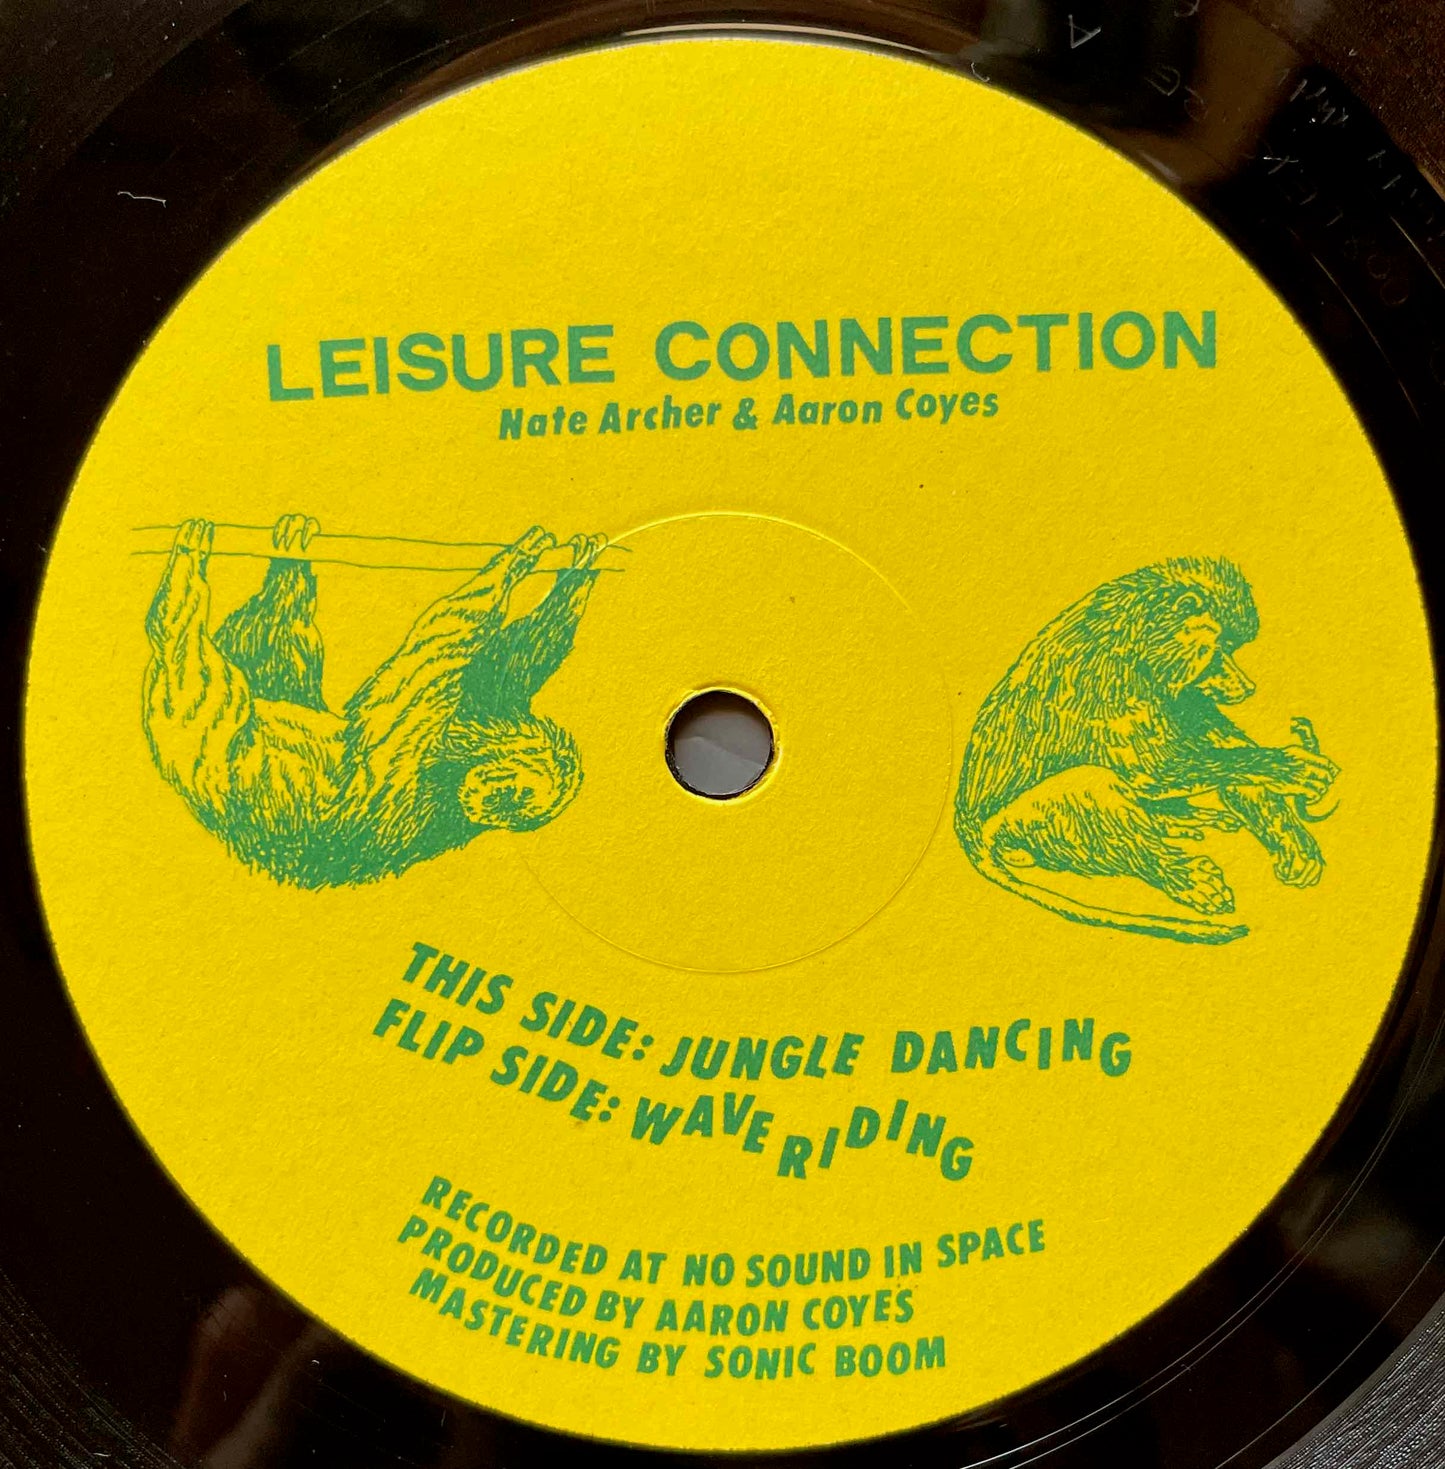 LEISURE CONNECTION
Nate Archer & Aaron Coyes
THIS SIDE: JUNGLE DANCING
FLIP SIDE: WAVE RIDING
RECORDED AT NO SOUND IN SPACE
PRODUCED BY AARON COYES
MASTERING BY SONIC BOOM